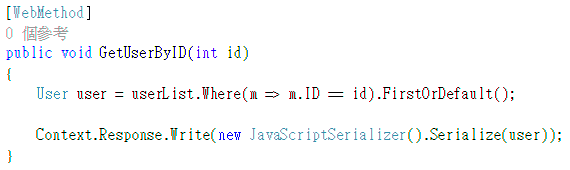 [WebMethod]
0 個參考
public void GetUserByID(int id)
{
    User user = userList.Where(m => m.ID == id).FirstOrDefault();
    Context.Response.Write(new JavaScriptSerializer().Serialize(user));
}